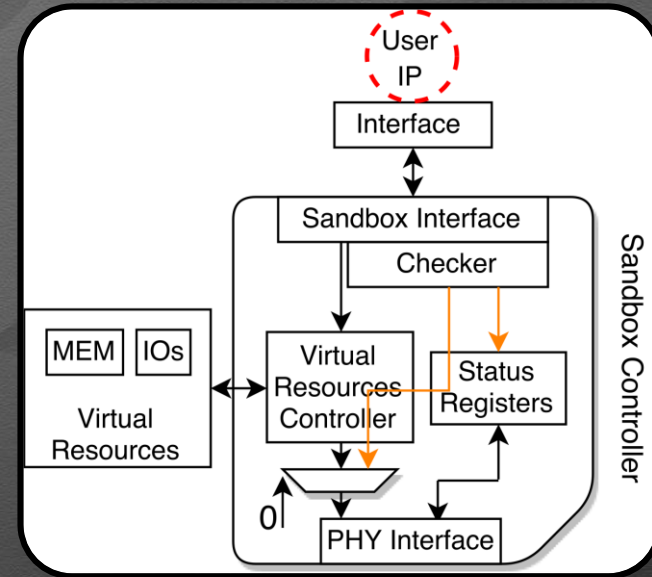 User
IP
Interface
Sandbox Interface
Checker
Sandbox Controller
MEM
IOs
Virtual
Resources
Virtual
Resources
Controller
Status
Registers
0
PHY Interface